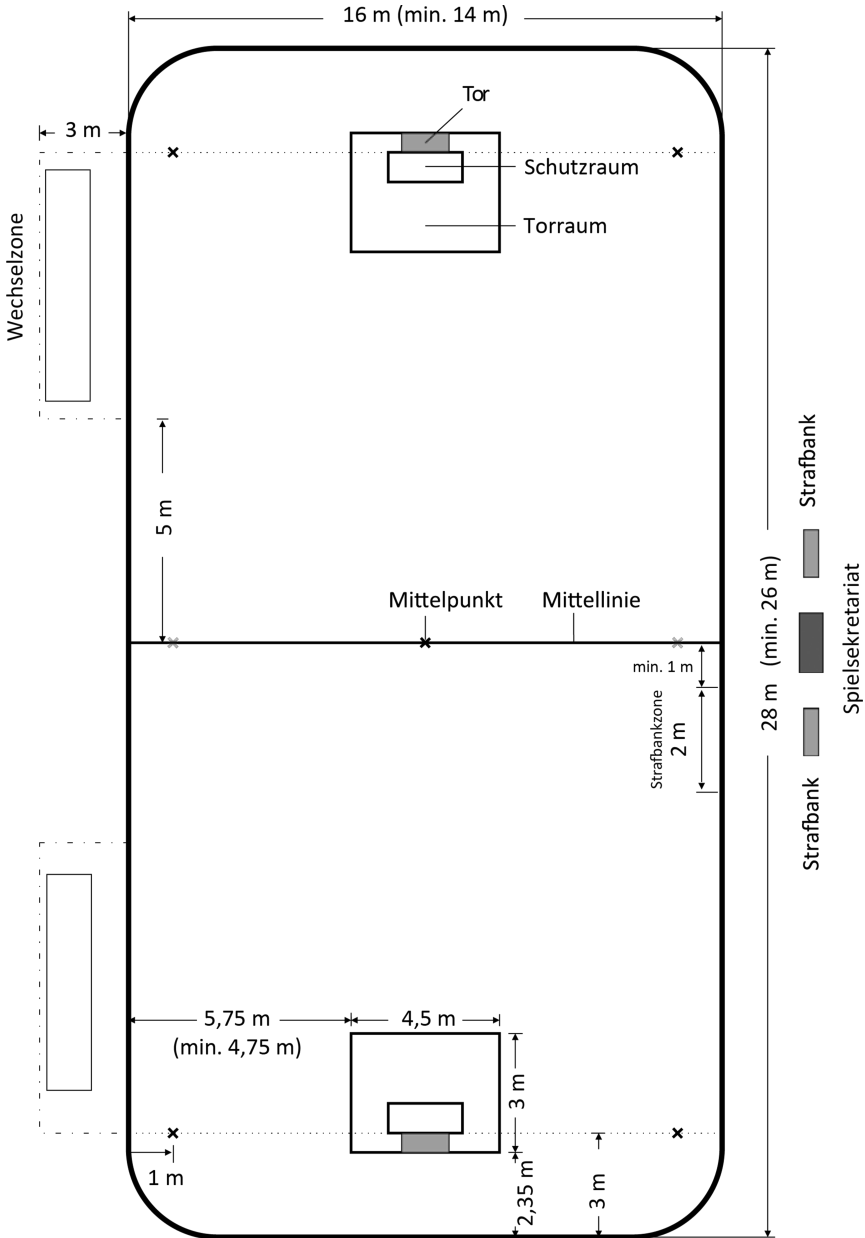 16 m (min. 14 m)
Tor
3 m
Schutzraum
Torraum
Wechselzone
5 m
Strafbank
Mittelpunkt
Mittellinie
28 m (min. 26 m)
Spielsekretariat
min. 1 m
Strafbankzone
2 m
Strafbank
5,75 m
(min. 4,75 m)
4,5 m
3 m
1 m
2,35 m
3 m